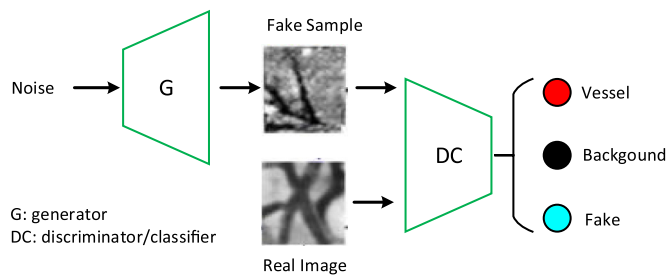 Fake Sample
Noise
G
DC
Vessel
Backgound
Fake
G: generator
DC: discriminator/classifier
Real Image